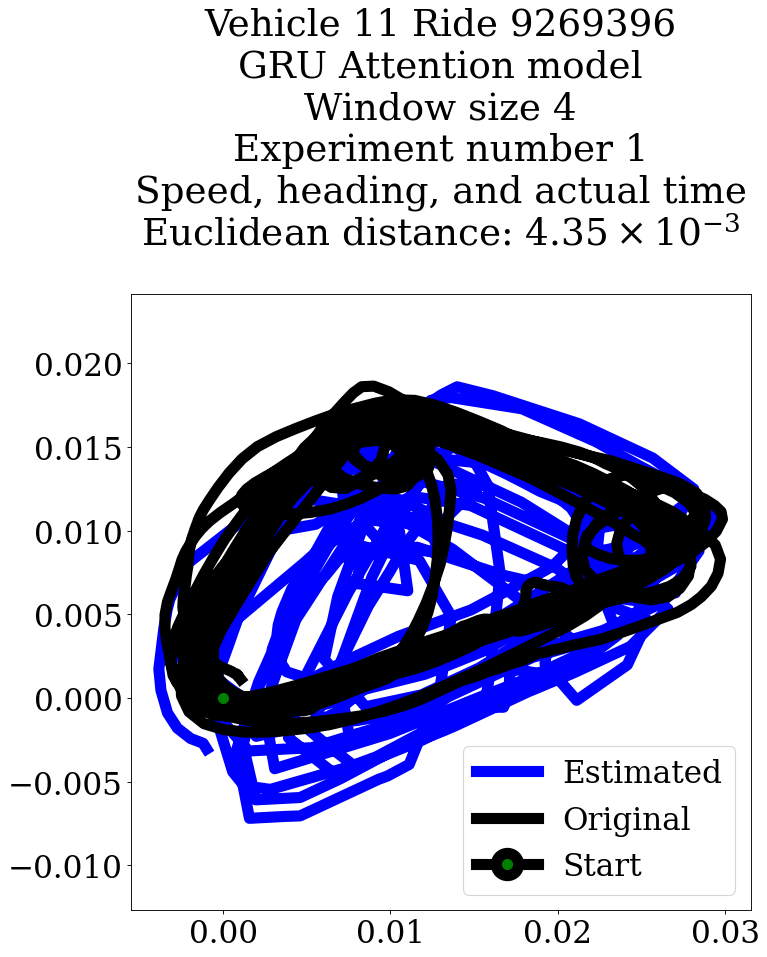 Vehicle 11 Ride 9269396
GRU Attention model
Window size 4
Experiment number 1
Speed, heading, and actual time
Euclidean distance: 4.35 × 10⁻³
0.020
0.015
0.010
0.005
0.000
−0.005
−0.010
Estimated
Original
Start
0.00 0.01 0.02 0.03